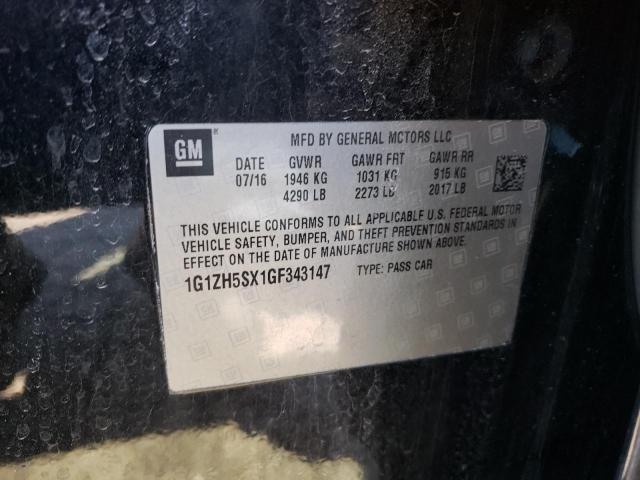 GM
MFD BY GENERAL MOTORS LLC
DATE GVWR GAWR FRT GAWR RR
07/16 1946 KG 1031 KG 915 KG
4290 LB 2273 LB 2017 LB
THIS VEHICLE CONFORMS TO ALL APPLICABLE U.S. FEDERAL MOTOR
VEHICLE SAFETY, BUMPER, AND THEFT PREVENTION STANDARDS IN
EFFECT ON THE DATE OF MANUFACTURE SHOWN ABOVE.
1G1ZH5SX1GF343147 TYPE: PASS CAR